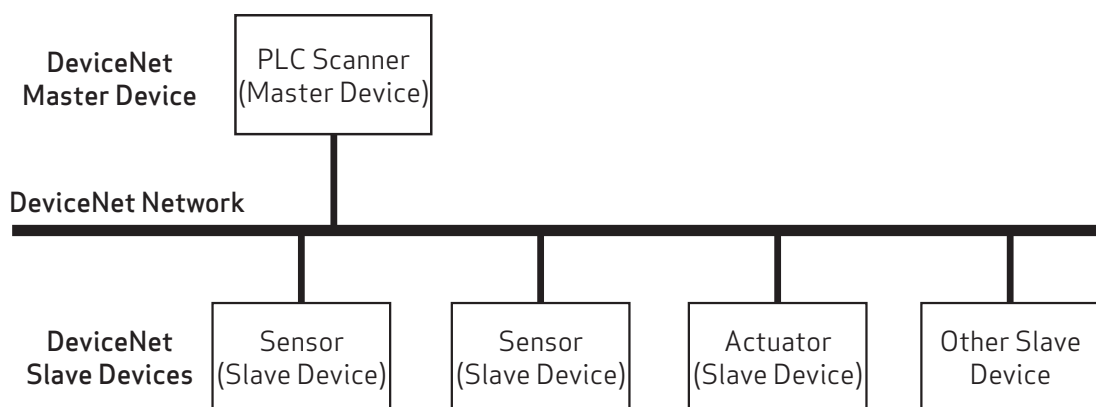 DeviceNet
Master Device
PLC Scanner
(Master Device)
DeviceNet Network
DeviceNet
Slave Devices
Sensor
(Slave Device)
Sensor
(Slave Device)
Actuator
(Slave Device)
Other Slave
Device